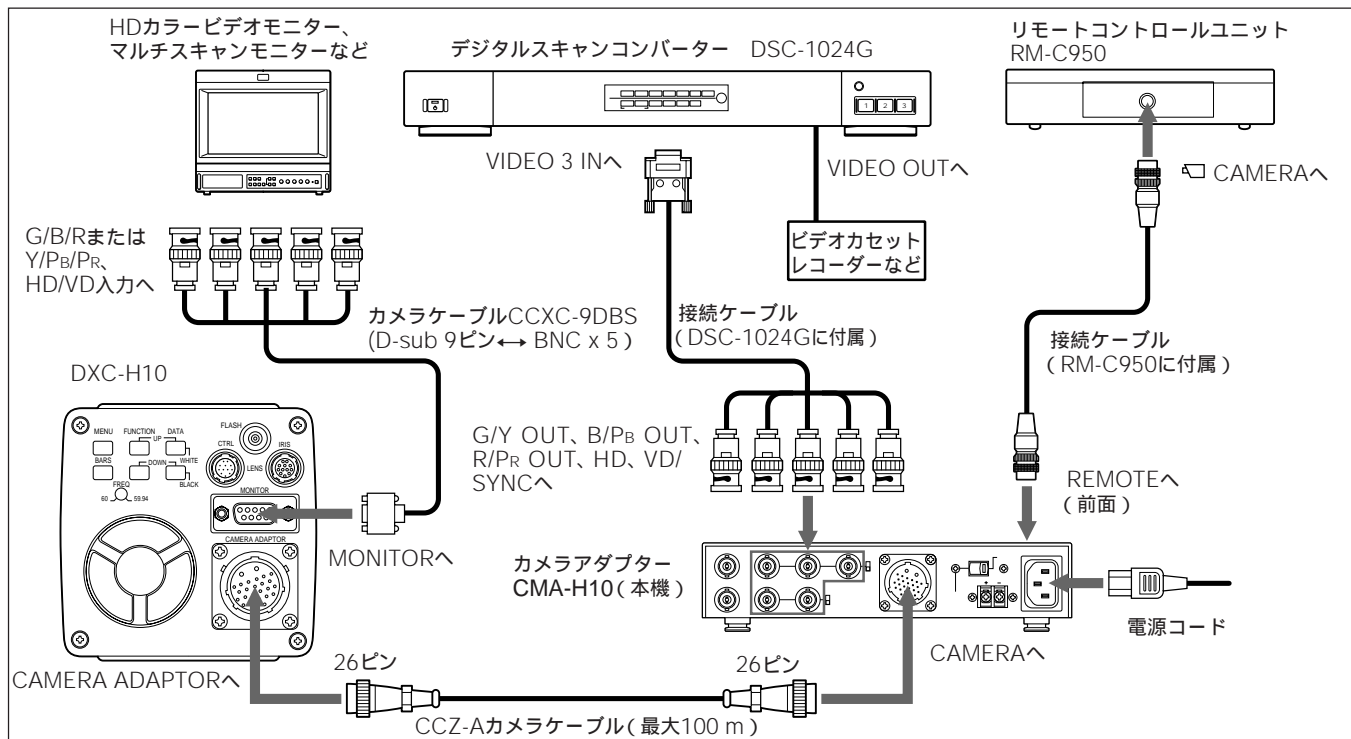 HDカラービデオモニター、
マルチスキャンモニターなど
デジタルスキャンコンバーター DSC-1024G
リモートコントロールユニット
RM-C950
1 2 3
VIDEO 3 INへ
VIDEO OUTへ
CAMERAへ
G/B/Rまたは
Y/PB/PR、
HD/VD入力へ
ビデオカセット
レコーダーなど
カメラケーブルCCXC-9DBS
(D-sub 9ピン↔ BNC x 5)
接続ケーブル
(DSC-1024Gに付属)
接続ケーブル
(RM-C950に付属)
DXC-H10
MENU FUNCTION DATA
UP
FLASH
CTRL
IRIS
LENS
BARS
DOWN
WHITE
BLACK
FREQ
60 59.94
MONITOR
CAMERA ADAPTOR
G/Y OUT、B/PB OUT、
R/PR OUT、HD、VD/
SYNCへ
REMOTEへ
(前面)
MONITORへ
カメラアダプター
CMA-H10(本機)
+ −
電源コード
CAMERA ADAPTORへ
26ピン
26ピン
CAMERAへ
CCZ-Aカメラケーブル(最大100 m)